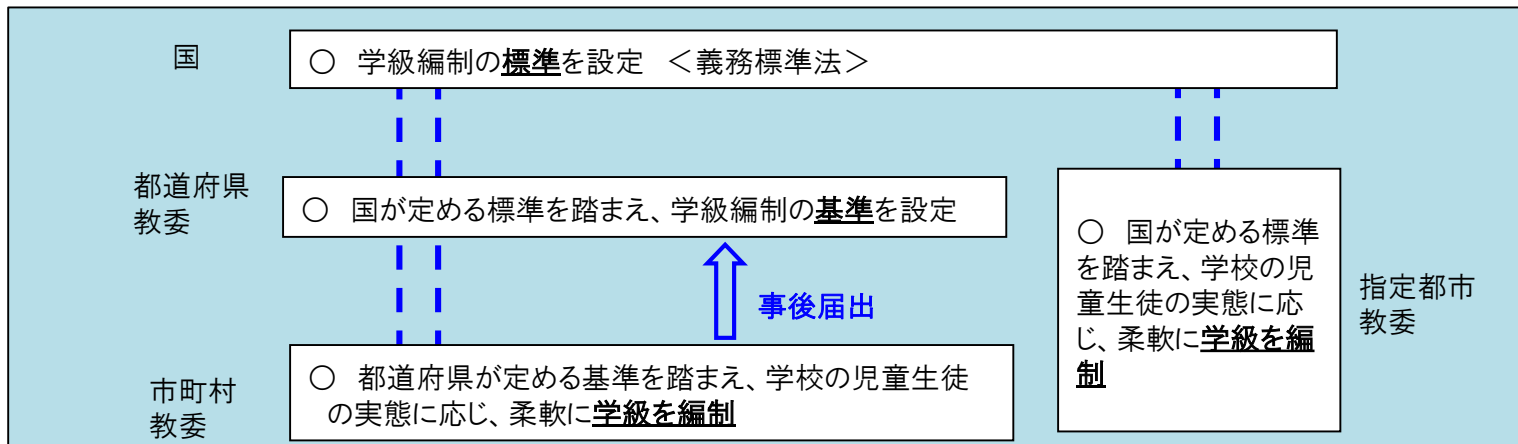 国
○ 学級編制の標準を設定 <義務標準法>
都道府県
教委
○ 国が定める標準を踏まえ、学級編制の基準を設定
事後届出
市町村
教委
○ 都道府県が定める基準を踏まえ、学校の児童生徒
の実態に応じ、柔軟に学級を編制
○ 国が定める標準
を踏まえ、学校の児
童生徒の実態に応
じ、柔軟に学級を編
制
指定都市
教委